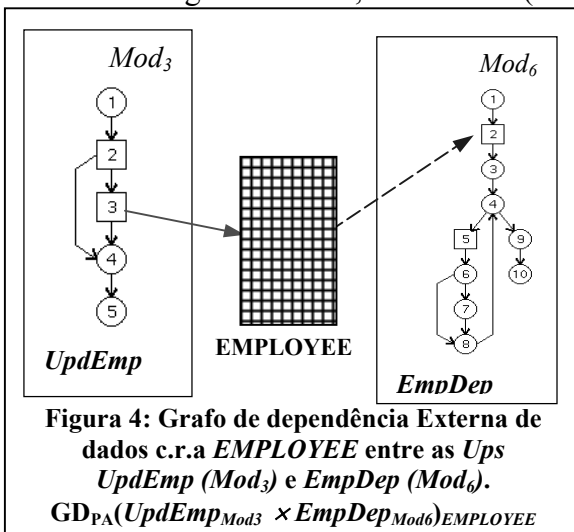 Mod3
1
2
3
4
5
UpdEmp
EMPLOYEE
Mod6
1
2
3
4
5
9
6
10
7
8
EmpDep
Figura 4: Grafo de dependência Externa de
dados c.r.a EMPLOYEE entre as Ups
UpdEmp (Mod3) e EmpDep (Mod6).
GDPA(UpdEmpMod3 × EmpDepMod6)EMPLOYEE